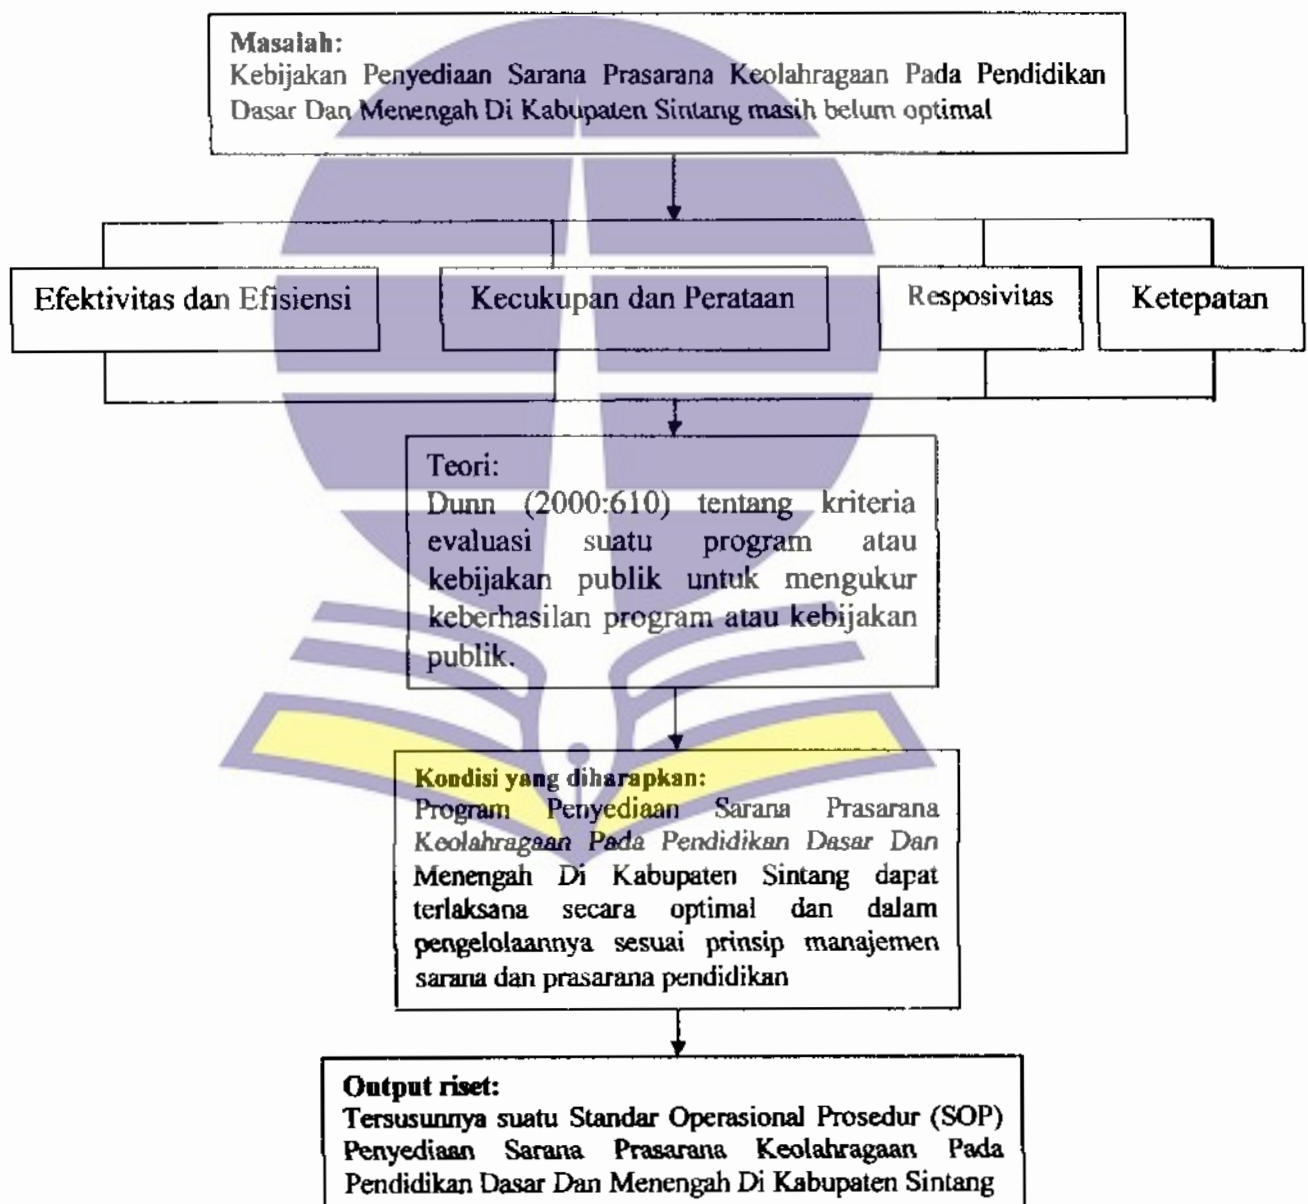 Masalah:
Kebijakan Penyediaan Sarana Prasarana Keolahragaan Pada Pendidikan
Dasar Dan Menengah Di Kabupaten Sintang masih belum optimal
Efektivitas dan Efisiensi
Kecukupan dan Perataan
Resposivitas
Ketepatan
Teori:
Dunn (2000:610) tentang kriteria
evaluasi suatu program atau
kebijakan publik untuk mengukur
keberhasilan program atau kebijakan
publik.
Kondisi yang diharapkan:
Program Penyediaan Sarana Prasarana
Keolahragaan Pada Pendidikan Dasar Dan
Menengah Di Kabupaten Sintang dapat
terlaksana secara optimal dan dalam
pengelolaannya sesuai prinsip manajemen
sarana dan prasarana pendidikan
Output riset:
Tersusunnya suatu Standar Operasional Prosedur (SOP)
Penyediaan Sarana Prasarana Keolahragaan Pada
Pendidikan Dasar Dan Menengah Di Kabupaten Sintang